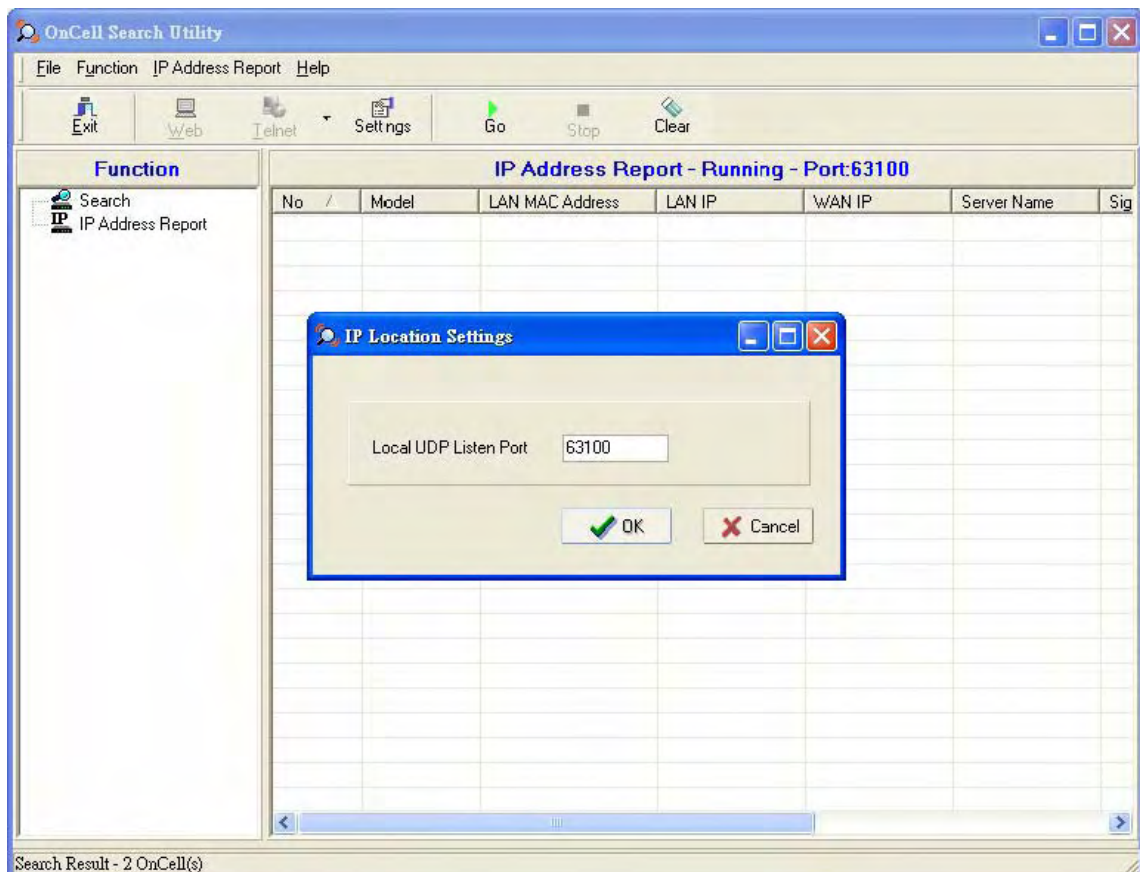 OnCell Search Utility
File Function IP Address Report Help
Exit Web Telnet Settngs Go Stop Clear
Function
IP Address Report - Running - Port:63100
Search
IP Address Report
No / Model LAN MAC Address LAN IP WAN IP Server Name Sig
IP Location Settings
Local UDP Listen Port 63100
OK Cancel
Search Result - 2 OnCell(s)